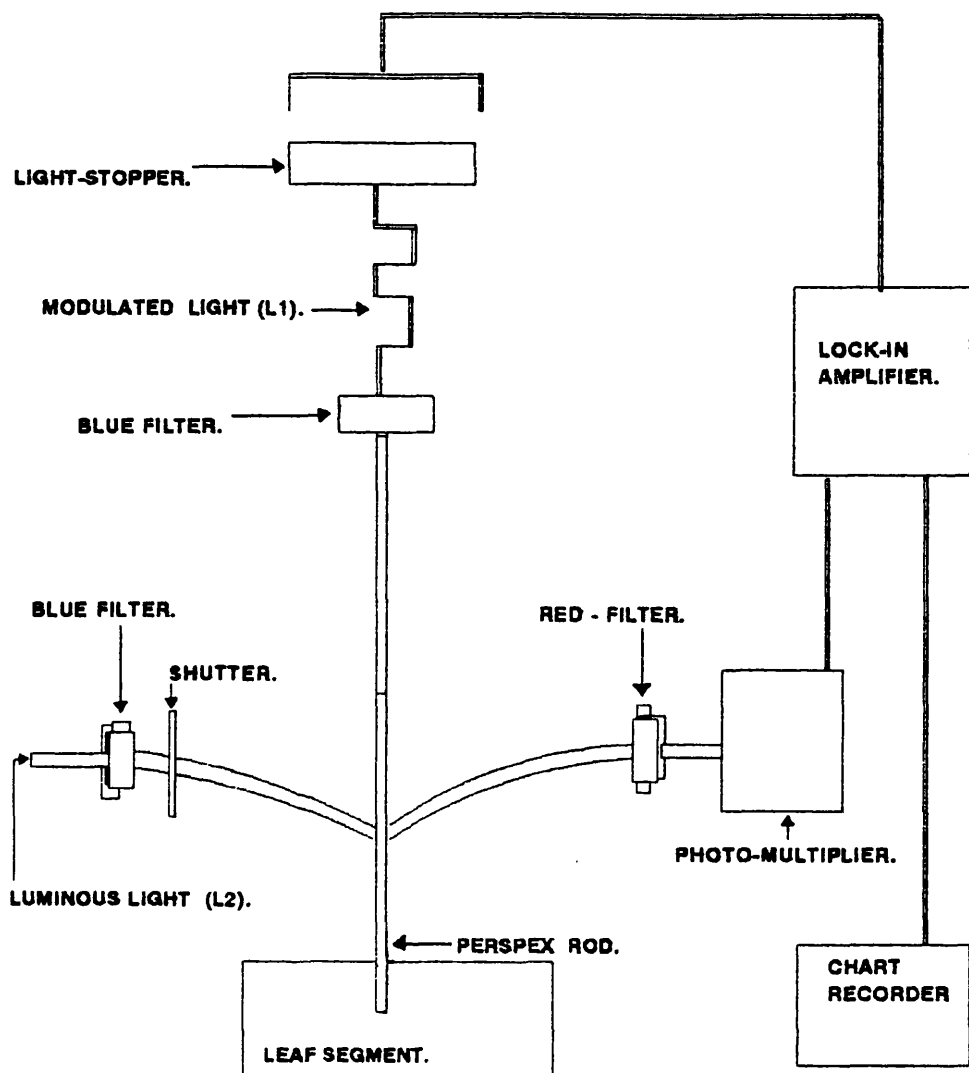 LIGHT-STOPPER.
MODULATED LIGHT (L1).
LOCK-IN
AMPLIFIER.
BLUE FILTER.
BLUE FILTER.
RED - FILTER.
SHUTTER.
PHOTO-MULTIPLIER.
LUMINOUS LIGHT (L2).
PERSPEX ROD.
CHART
RECORDER
LEAF SEGMENT.